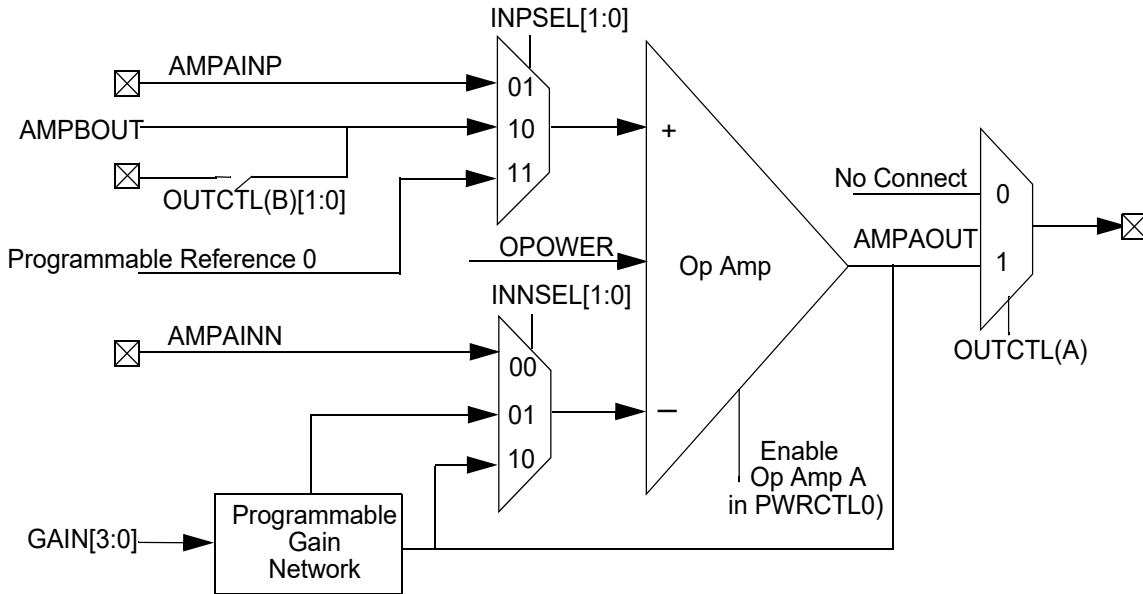 INPSEL[1:0]
AMPAINP
01
AMPBOUT
10
+
11
OUTCTL(B)[1:0]
No Connect
0
AMPAOUT
1
Programmable Reference 0
OPOWER
Op Amp
INNSEL[1:0]
AMPAINN
00
OUTCTL(A)
01
–
10
Enable
Op Amp A
in PWRCTL0)
Programmable
Gain
Network
GAIN[3:0]